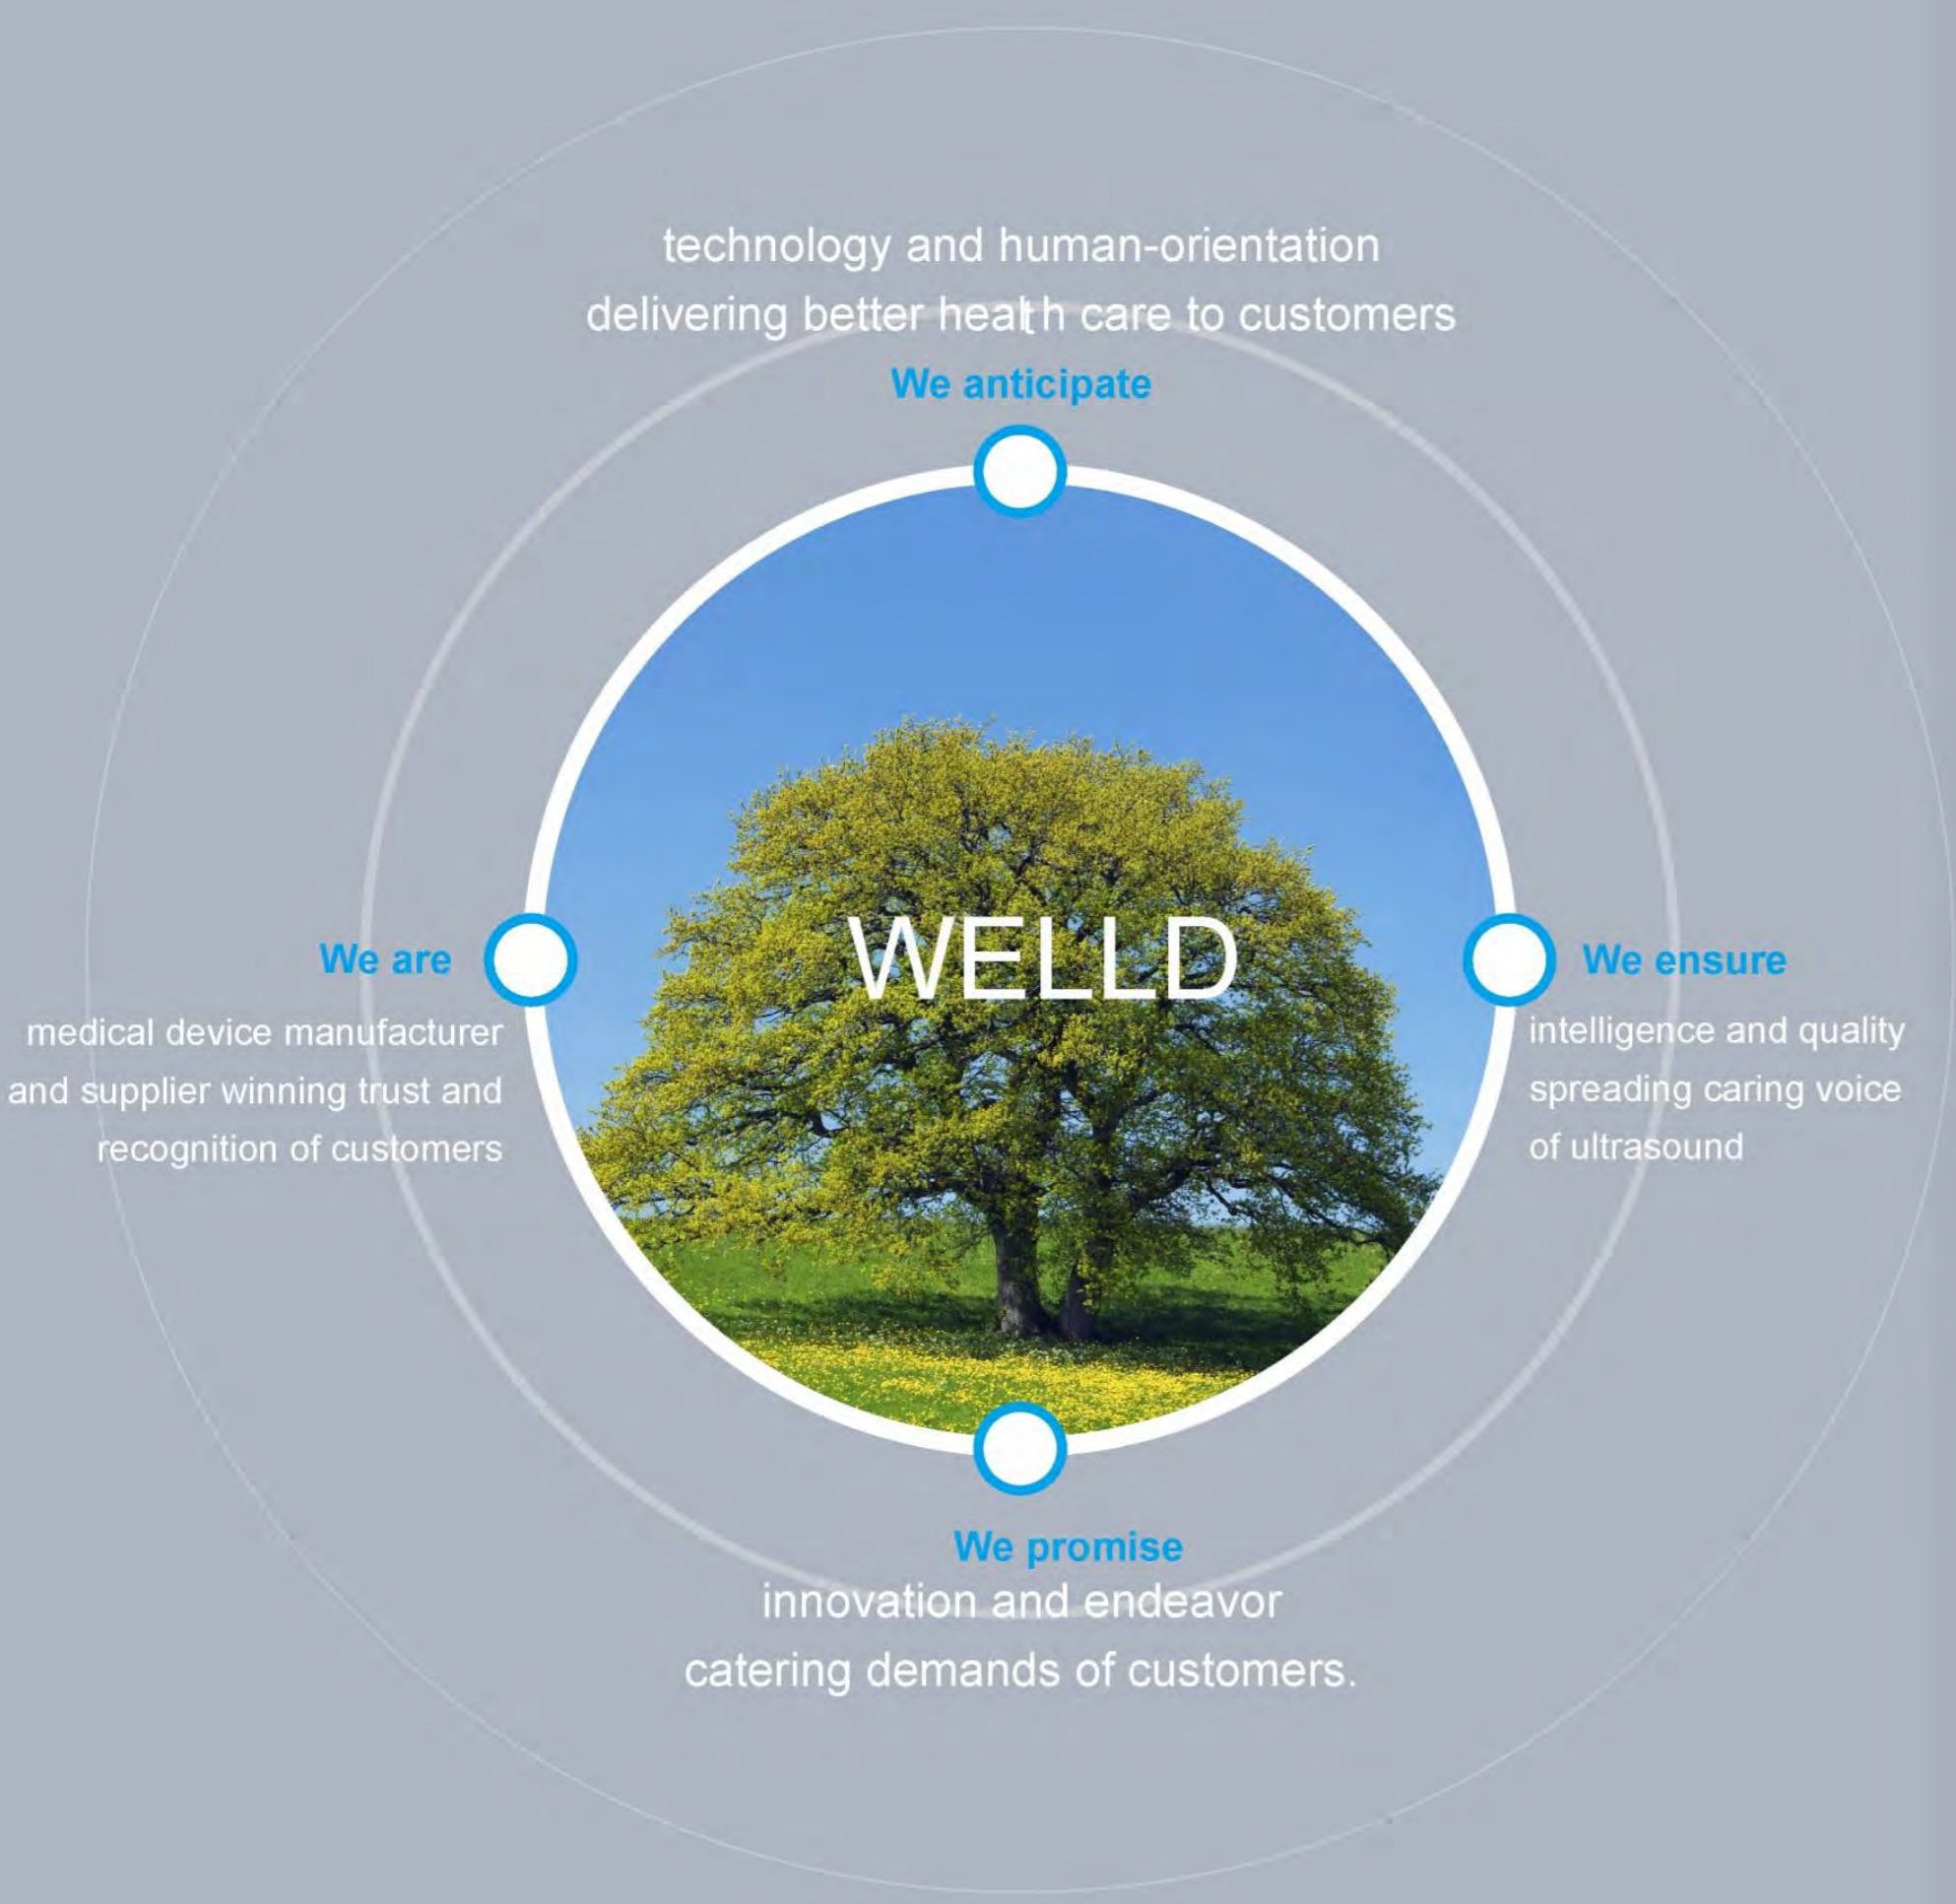 technology and human-orientation
delivering better health care to customers
We anticipate
WELLD
We are
medical device manufacturer
and supplier winning trust and
recognition of customers
We ensure
intelligence and quality
spreading caring voice
of ultrasound
We promise
innovation and endeavor
catering demands of customers.